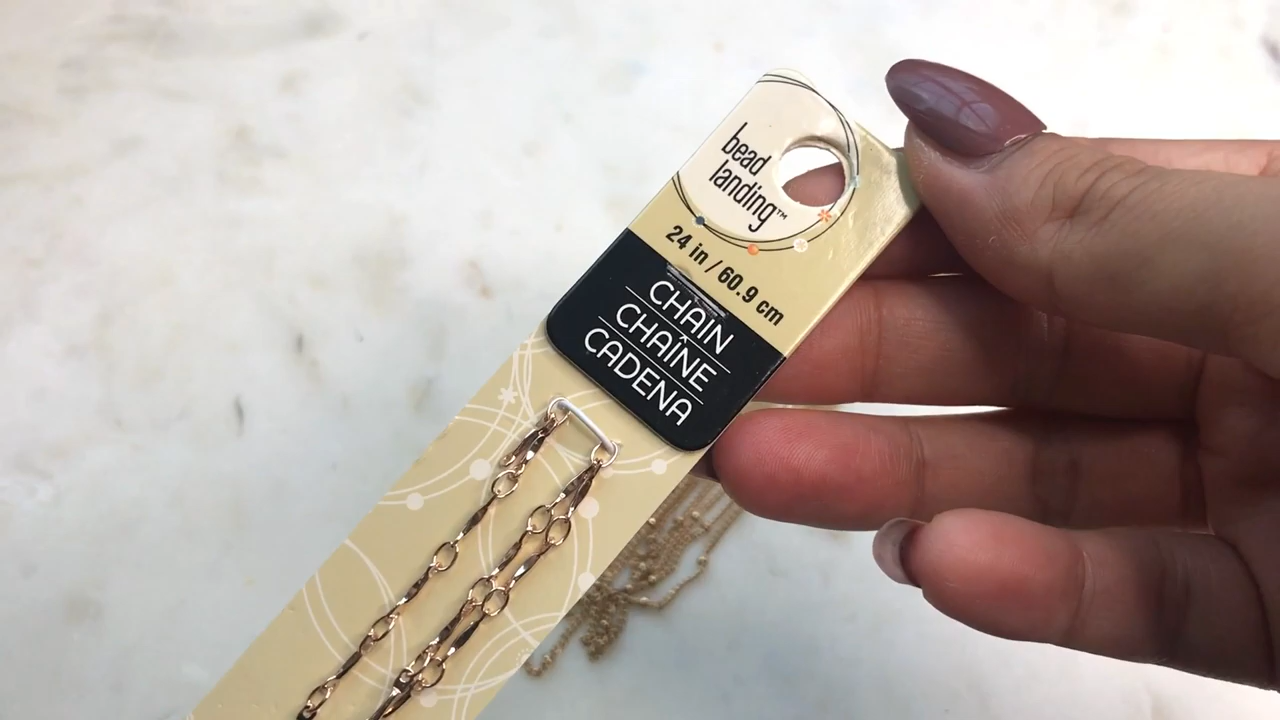 bead
landing™
24 in / 60.9 cm
CHAIN
CHAÎNE
CADENA